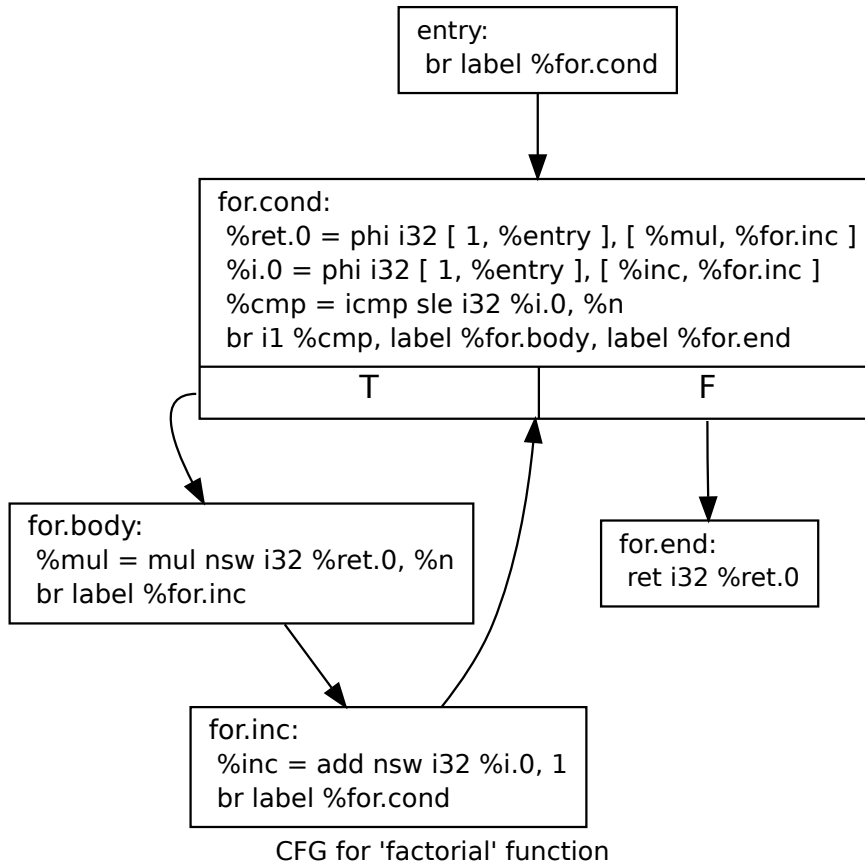 entry:
br label %for.cond
for.cond:
%ret.0 = phi i32 [ 1, %entry ], [ %mul, %for.inc ]
%i.0 = phi i32 [ 1, %entry ], [ %inc, %for.inc ]
%cmp = icmp sle i32 %i.0, %n
br i1 %cmp, label %for.body, label %for.end
T
F
for.body:
%mul = mul nsw i32 %ret.0, %n
br label %for.inc
for.end:
ret i32 %ret.0
for.inc:
%inc = add nsw i32 %i.0, 1
br label %for.cond
CFG for 'factorial' function